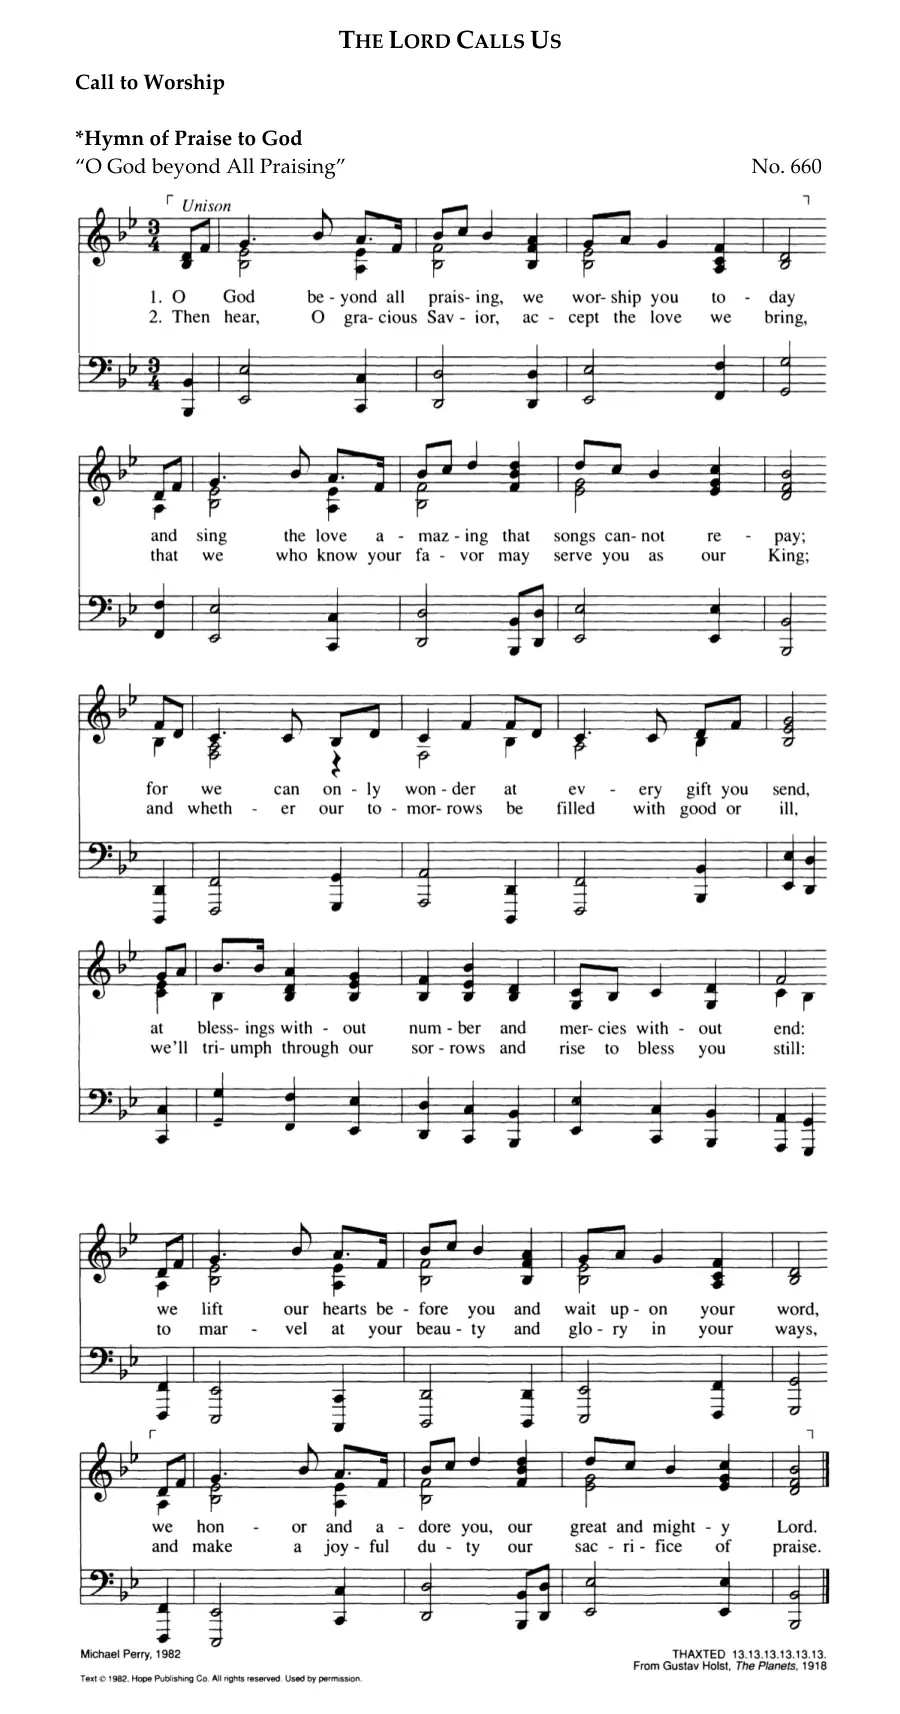 THE LORD CALLS US
Call to Worship
*Hymn of Praise to God
“O God beyond All Praising” No. 660
Unison
3 4
1. O God be - yond all prais - ing, we wor - ship you to - day
2. Then hear, O gra - cious Sav - ior, ac - cept the love we bring,
3 4
and sing the love a - maz - ing that songs can - not re - pay;
that we who know your fa - vor may serve you as our King;
for we can on - ly won - der at ev - ery gift you send,
and wheth - er our to - mor - rows be filled with good or ill,
at bless - ings with - out num - ber and mer - cies with - out end:
we'll tri - umph through our sor - rows and rise to bless you still:
we lift our hearts be - fore you and wait up - on your word,
to mar - vel at your beau - ty and glo - ry in your ways,
we hon - or and a - dore you, our great and might - y Lord.
and make a joy - ful du - ty our sac - ri - fice of praise.
Michael Perry, 1982 THAXTED 13.13.13.13.13.13.
From Gustav Holst, The Planets, 1918
Text © 1982, Hope Publishing Co. All rights reserved. Used by permission.